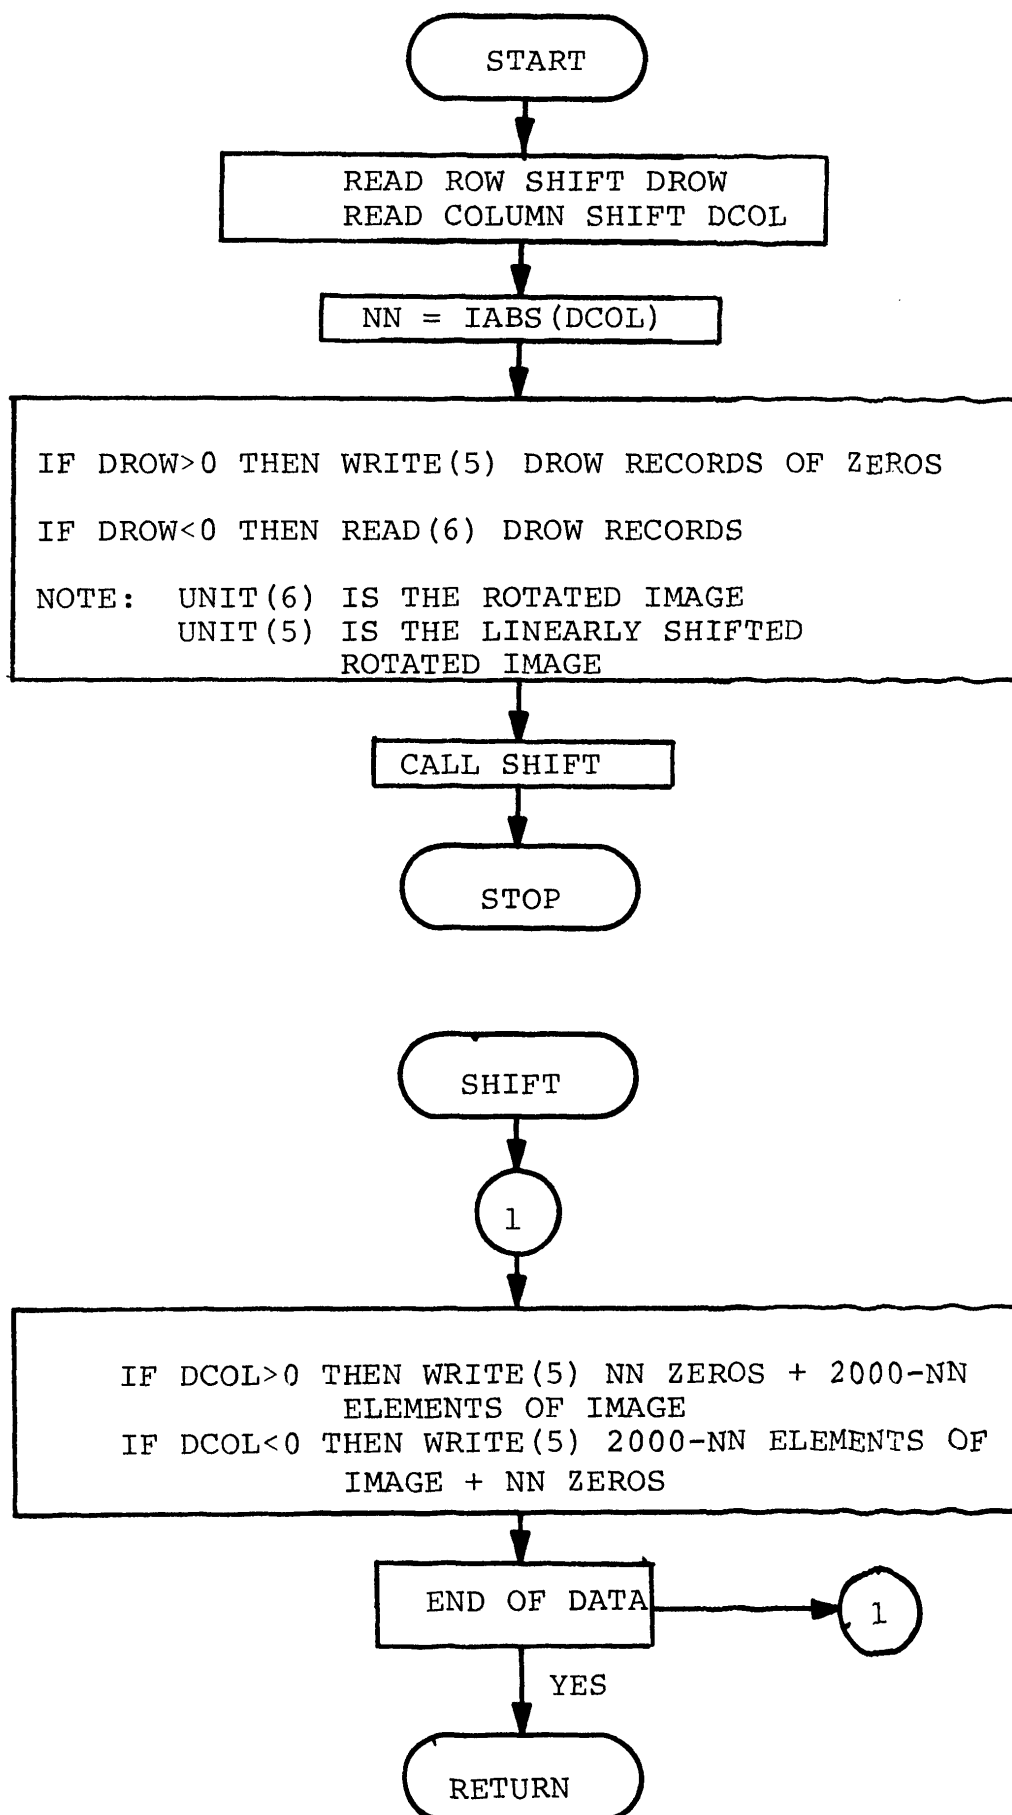 START
READ ROW SHIFT DROW
READ COLUMN SHIFT DCOL
NN = IABS(DCOL)
IF DROW>0 THEN WRITE(5) DROW RECORDS OF ZEROS
IF DROW<0 THEN READ(6) DROW RECORDS
NOTE: UNIT(6) IS THE ROTATED IMAGE
UNIT(5) IS THE LINEARLY SHIFTED
ROTATED IMAGE
CALL SHIFT
STOP
SHIFT
1
IF DCOL>0 THEN WRITE(5) NN ZEROS + 2000-NN
ELEMENTS OF IMAGE
IF DCOL<0 THEN WRITE(5) 2000-NN ELEMENTS OF
IMAGE + NN ZEROS
END OF DATA
1
YES
RETURN